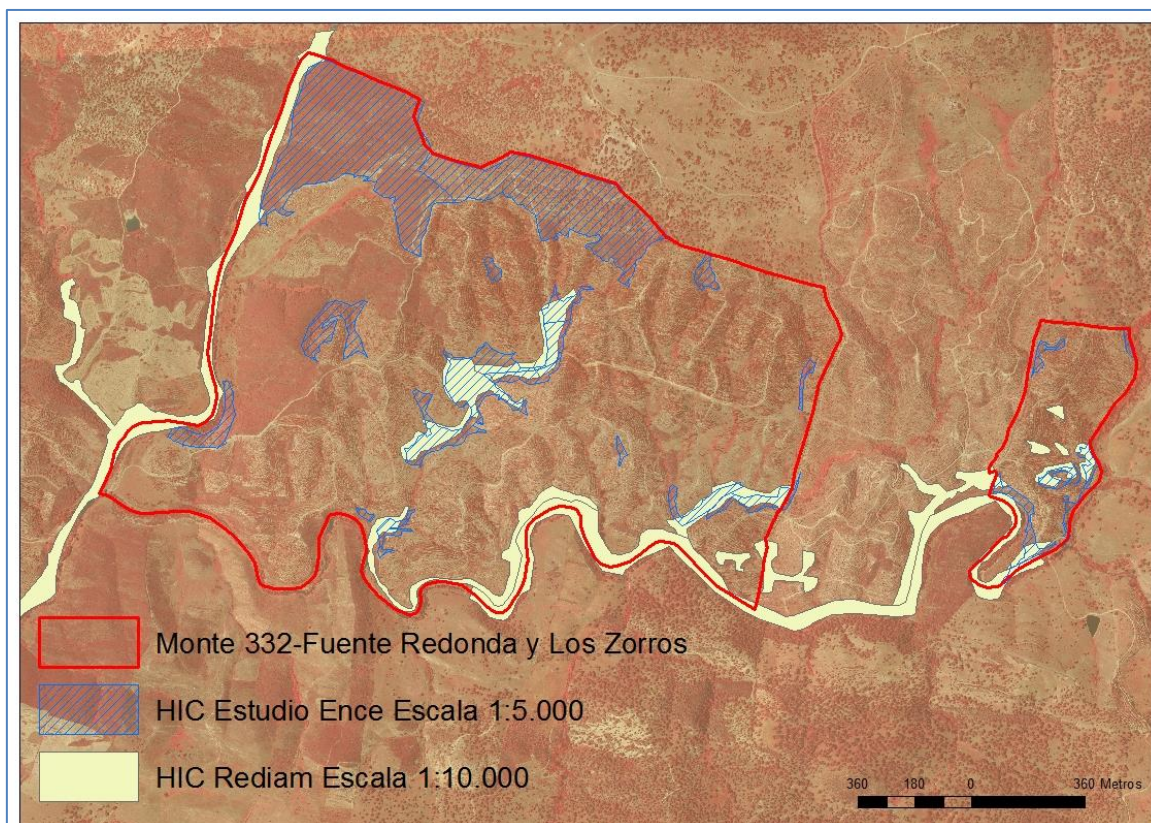 Monte 332-Fuente Redonda y Los Zorros
HIC Estudio Ence Escala 1:5.000
HIC Rediam Escala 1:10.000
360 180 0 360 Metros